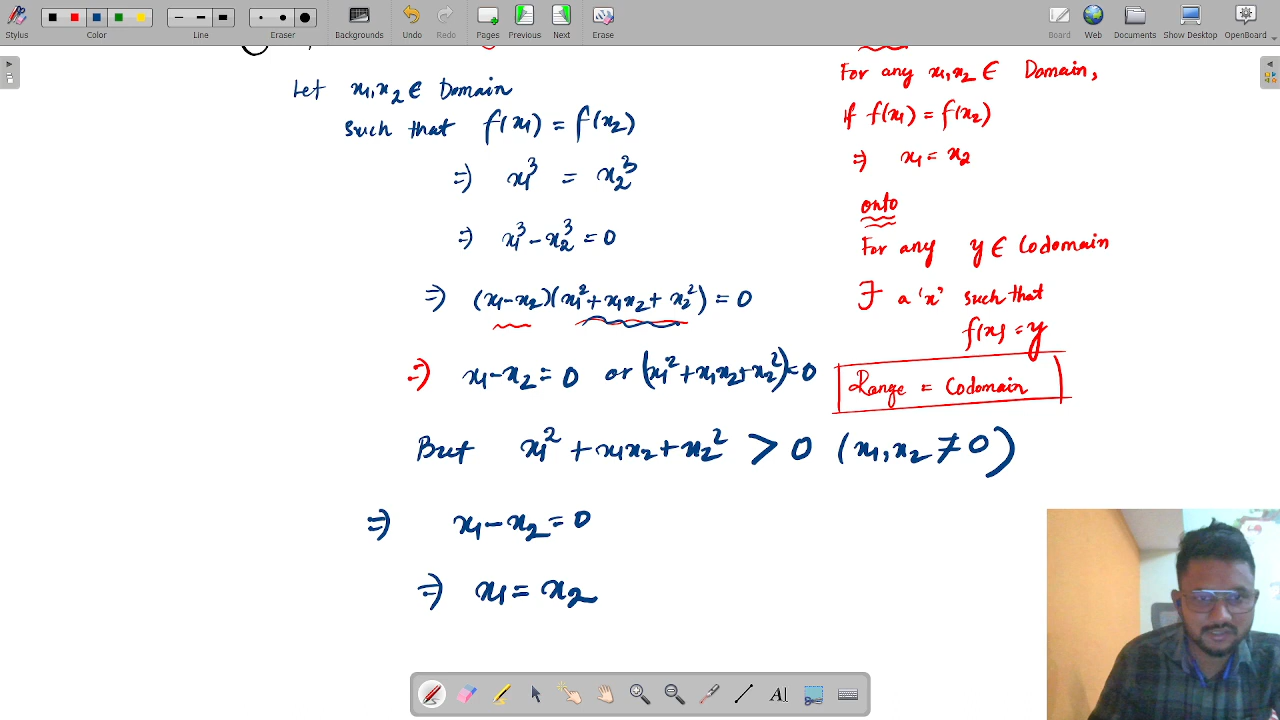 Stylus Color Line Eraser Backgrounds Undo Redo Pages Previous Next Erase Board Web Documents Show Desktop OpenBoard
Let x1, x2 ∈ Domain
such that f(x1) = f(x2)
⇒ x1³ = x2³
⇒ x1³ − x2³ = 0
⇒ (x1−x2)(x1²+x1x2+x2²) = 0
⇒ x1−x2 = 0 or (x1²+x1x2+x2²) = 0
But x1² + x1x2 + x2² > 0 (x1, x2 ≠ 0)
⇒ x1−x2 = 0
⇒ x1 = x2
For any x1, x2 ∈ Domain,
if f(x1) = f(x2)
⇒ x1 = x2
onto
For any y ∈ Codomain
∃ a 'x' such that
f(x) = y
Range = Codomain
AI